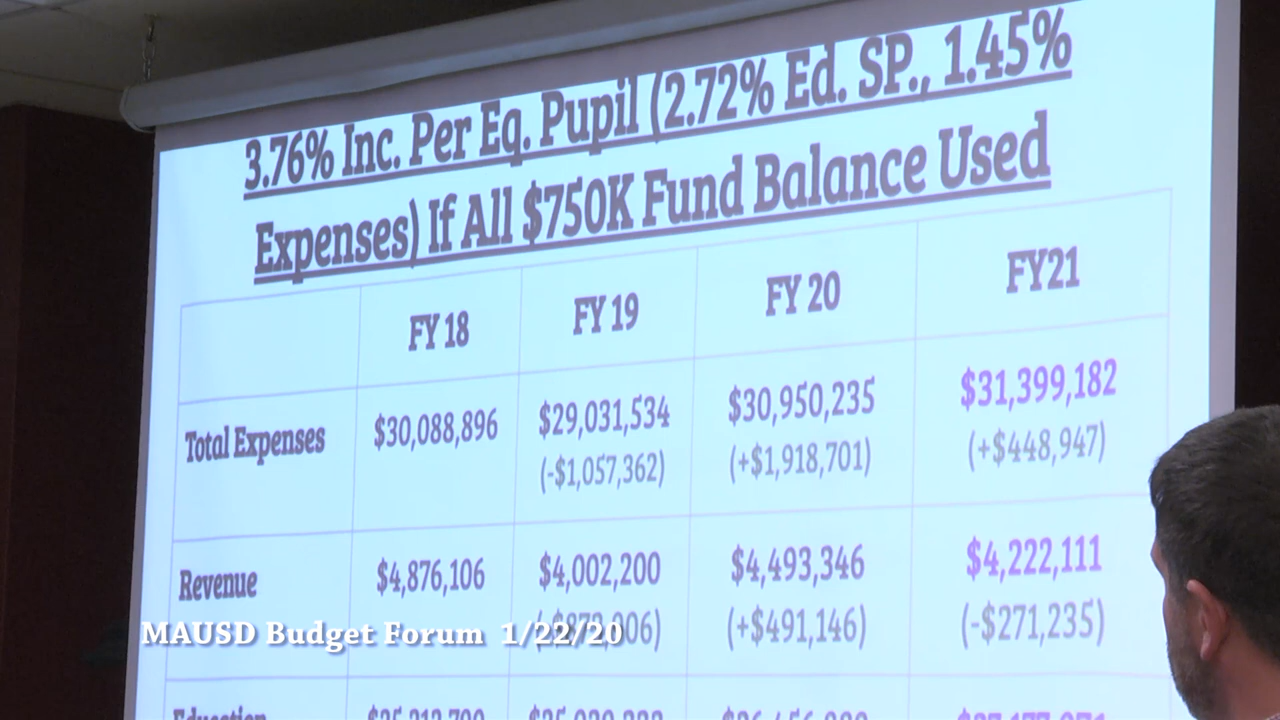 3.76% Inc. Per Eq. Pupil (2.72% Ed. SP., 1.45%
Expenses) If All $750K Fund Balance Used
FY 18 FY 19 FY 20 FY21
Total Expenses $30,088,896 $29,031,534 $30,950,235 $31,399,182
(-$1,057,362) (+$1,918,701) (+$448,947)
Revenue $4,876,106 $4,002,200 $4,493,346 $4,222,111
(+$491,146) (-$271,235)
MAUSD Budget Forum 1/22/20
Education